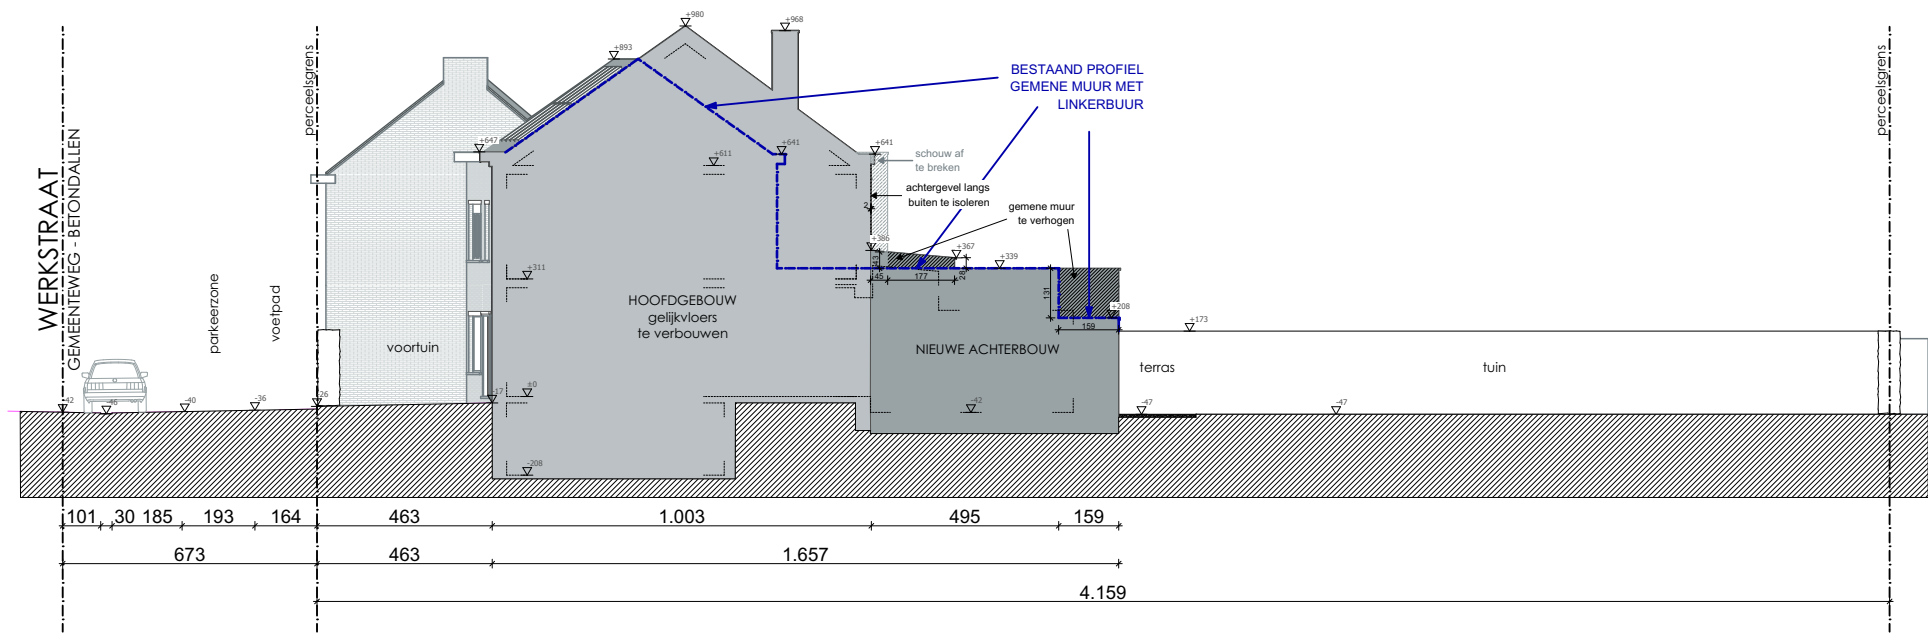 +980
+968
+893
BESTAAND PROFIEL
GEMENE MUUR MET
LINKERBUUR
perceelsgrens
perceelsgrens
+647
+641
+641
+611
schouw af
te breken
achtergevel langs
buiten te isoleren
2
gemene muur
te verhogen
WERKSTRAAT
GEMEENTEWEG - BETONDALLEN
parkeerzone
voetpad
+386
+367
+339
43
28
45
177
+311
131
HOOFDGEBOUW
gelijkvloers
te verbouwen
+208
159
+173
voortuin
NIEUWE ACHTERBOUW
terras
tuin
±0
-17
-26
-36
-40
-46
-42
-42
-47
-47
-208
101
30
185
193
164
463
1.003
495
159
673
463
1.657
4.159